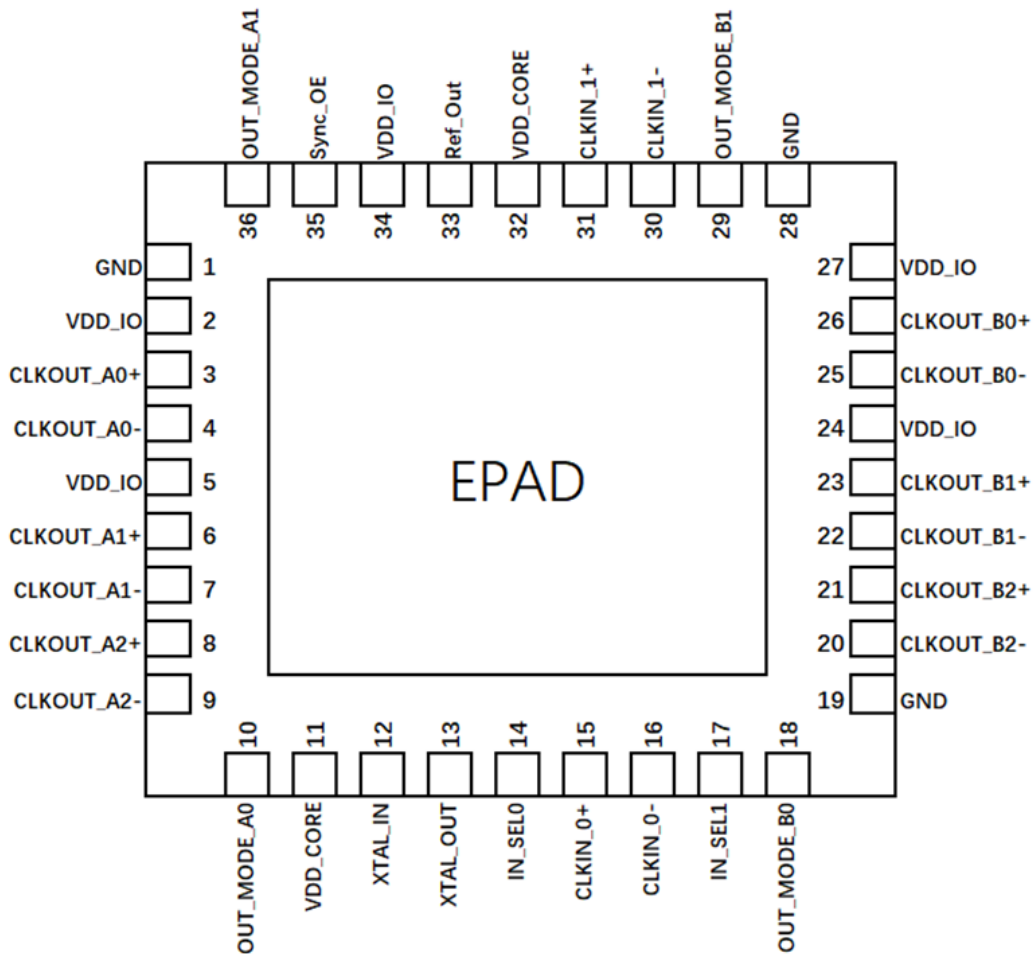 OUT_MODE_A1
Sync_OE
VDD_IO
Ref_Out
VDD_CORE
CLKIN_1+
CLKIN_1-
OUT_MODE_B1
GND
36
35
34
33
32
31
30
29
28
GND 1
VDD_IO 2
CLKOUT_A0+ 3
CLKOUT_A0- 4
VDD_IO 5
CLKOUT_A1+ 6
CLKOUT_A1- 7
CLKOUT_A2+ 8
CLKOUT_A2- 9
EPAD
27 VDD_IO
26 CLKOUT_B0+
25 CLKOUT_B0-
24 VDD_IO
23 CLKOUT_B1+
22 CLKOUT_B1-
21 CLKOUT_B2+
20 CLKOUT_B2-
19 GND
10
11
12
13
14
15
16
17
18
OUT_MODE_A0
VDD_CORE
XTAL_IN
XTAL_OUT
IN_SEL0
CLKIN_0+
CLKIN_0-
IN_SEL1
OUT_MODE_B0